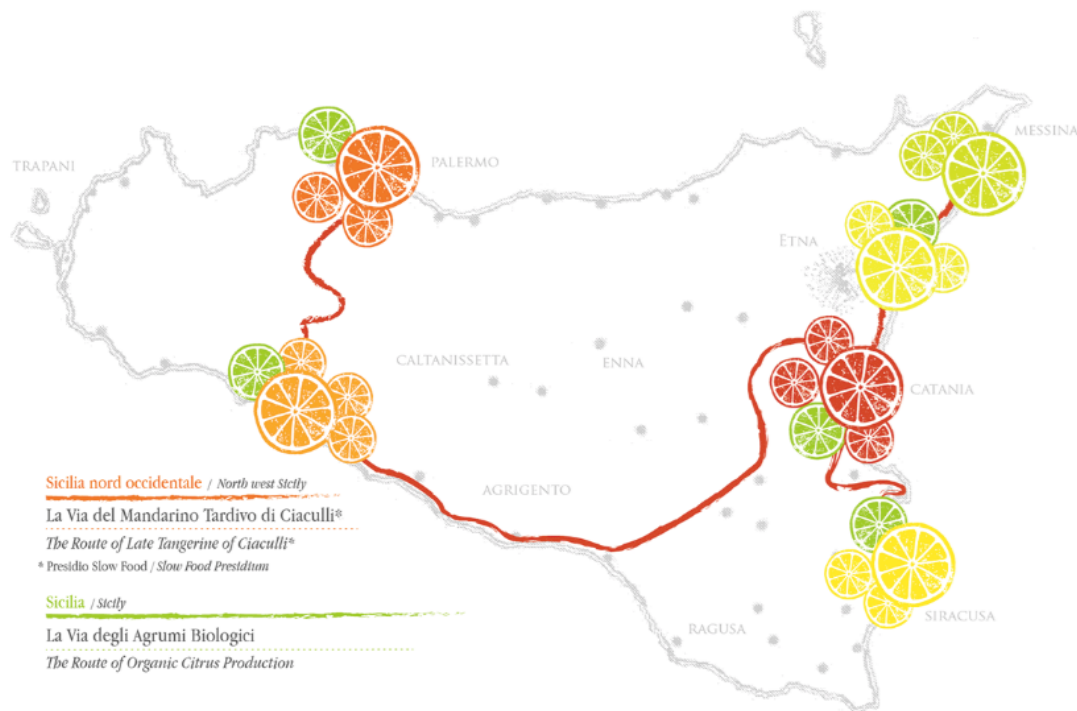 MESSINA
PALERMO
TRAPANI
ETNA
CALTANISSETTA
ENNA
CATANIA
AGRIGENTO
SIRACUSA
RAGUSA
Sicilia nord occidentale / North west Sicily
La Via del Mandarino Tardivo di Ciaculli*
The Route of Late Tangerine of Ciaculli*
* Presidio Slow Food / Slow Food Presidium
Sicilia / Sicily
La Via degli Agrumi Biologici
The Route of Organic Citrus Production